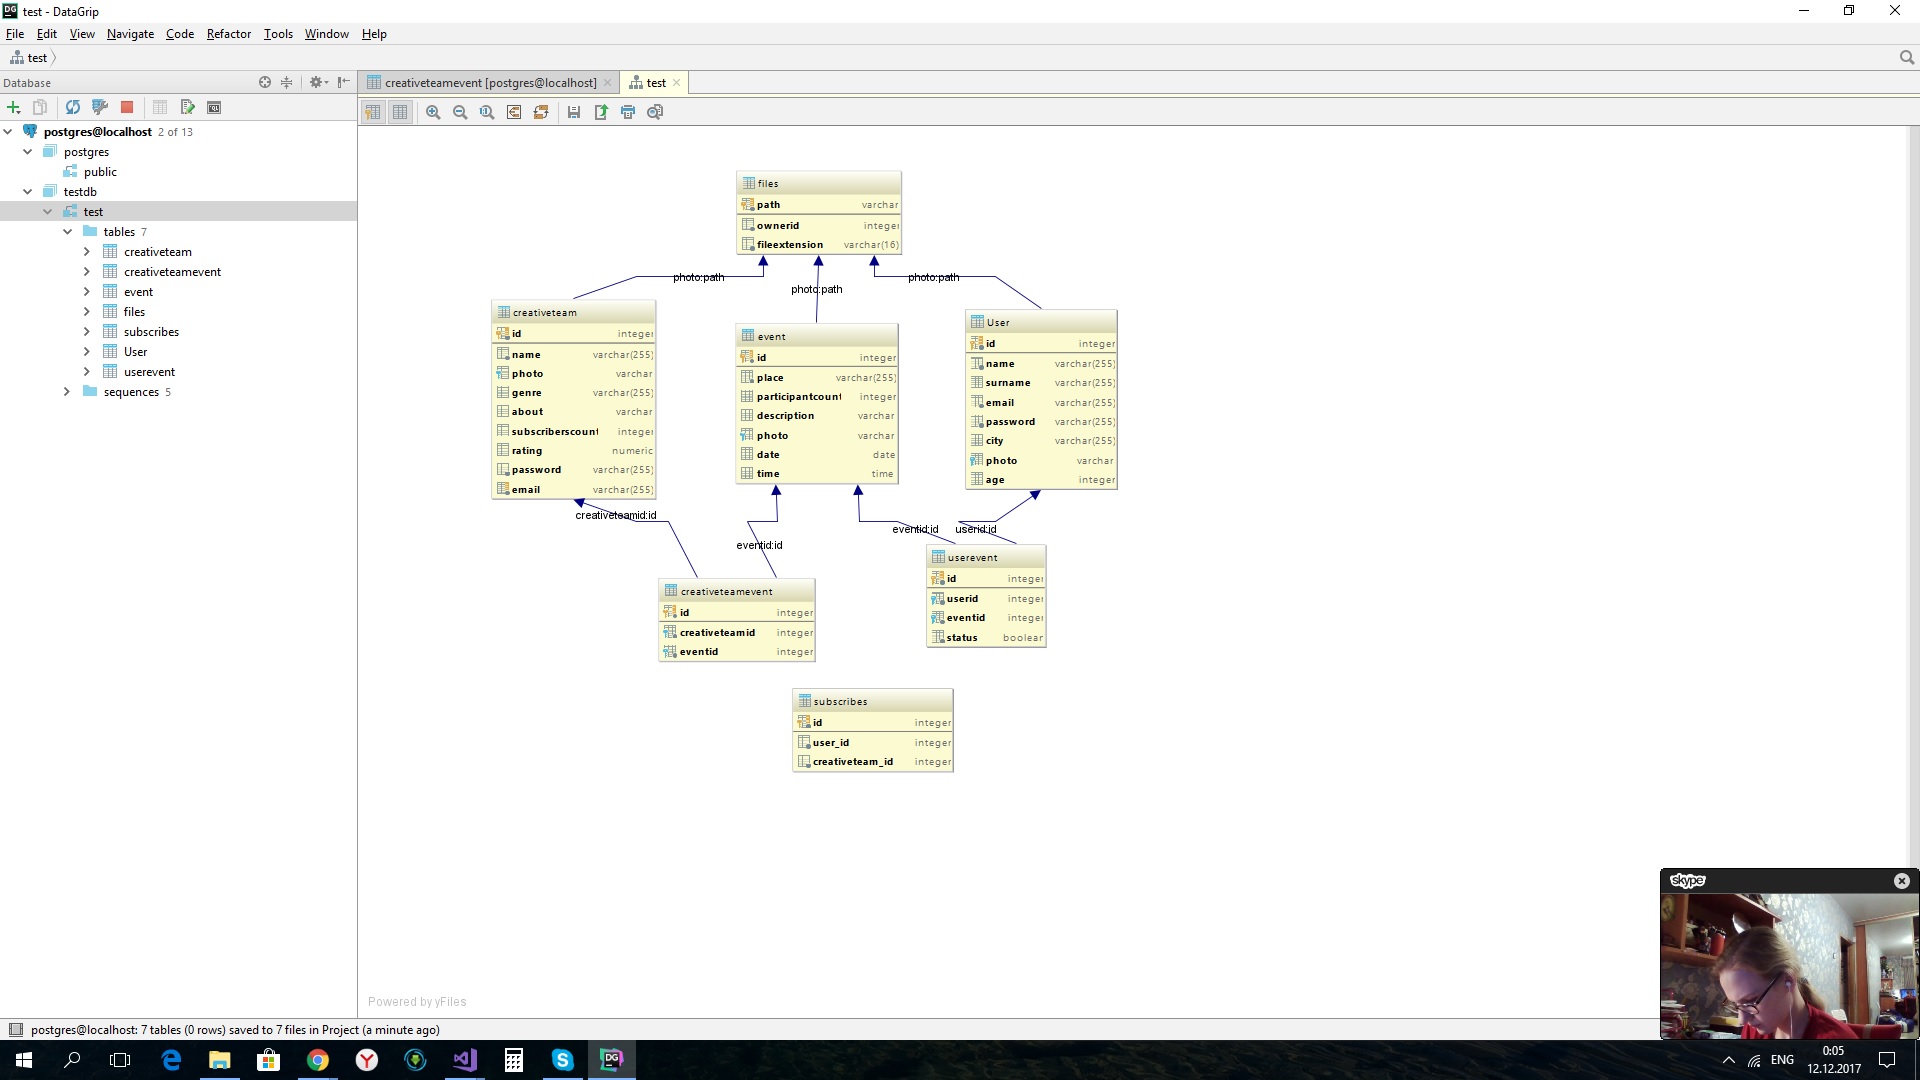 test - DataGrip
File Edit View Navigate Code Refactor Tools Window Help
test
Database
creativeteamevent [postgres@localhost]
test
postgres@localhost 2 of 13
postgres
public
testdb
test
tables 7
creativeteam
creativeteamevent
event
files
subscribes
User
userevent
sequences 5
files
path varchar
ownerid integer
fileextension varchar(16)
photo:path
photo:path
photo:path
creativeteam
id integer
name varchar(255)
photo varchar
genre varchar(255)
about varchar
subscriberscount integer
rating numeric
password varchar(255)
email varchar(255)
event
id integer
place varchar(255)
participantcount integer
description varchar
photo varchar
date date
time time
User
id integer
name varchar(255)
surname varchar(255)
email varchar(255)
password varchar(255)
city varchar(255)
photo varchar
age integer
creativeteamid:id
eventid:id
eventid:id
userid:id
creativeteamevent
id integer
creativeteamid integer
eventid integer
userevent
id integer
userid integer
eventid integer
status boolean
subscribes
id integer
user_id integer
creativeteam_id integer
Powered by yFiles
skype
postgres@localhost: 7 tables (0 rows) saved to 7 files in Project (a minute ago)
ENG
0:05
12.12.2017